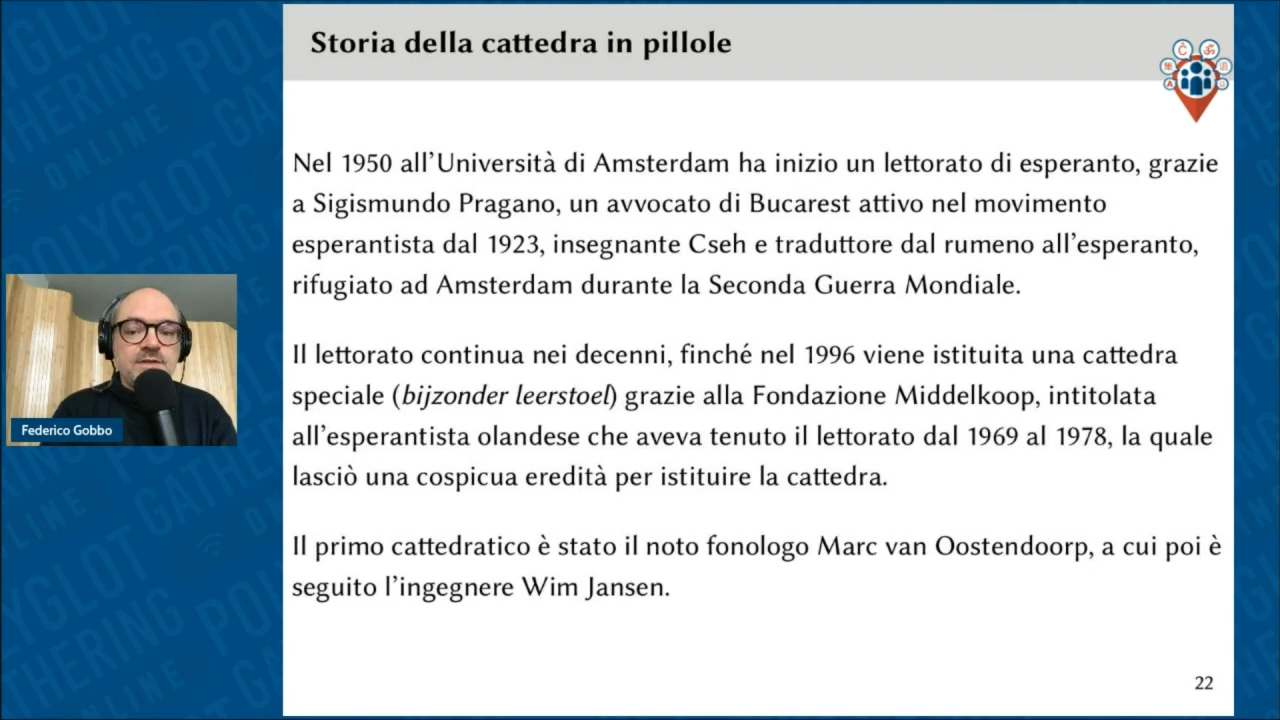 Storia della cattedra in pillole
Nel 1950 all’Università di Amsterdam ha inizio un lettorato di esperanto, grazie
a Sigismundo Pragano, un avvocato di Bucarest attivo nel movimento
esperantista dal 1923, insegnante Cseh e traduttore dal rumeno all’esperanto,
rifugiato ad Amsterdam durante la Seconda Guerra Mondiale.
Il lettorato continua nei decenni, finché nel 1996 viene istituita una cattedra
speciale (bijzonder leerstoel) grazie alla Fondazione Middelkoop, intitolata
all’esperantista olandese che aveva tenuto il lettorato dal 1969 al 1978, la quale
lasciò una cospicua eredità per istituire la cattedra.
Il primo cattedratico è stato il noto fonologo Marc van Oostendoorp, a cui poi è
seguito l’ingegnere Wim Jansen.
22
Federico Gobbo
POLYGLOT
GATHERING
ONLINE